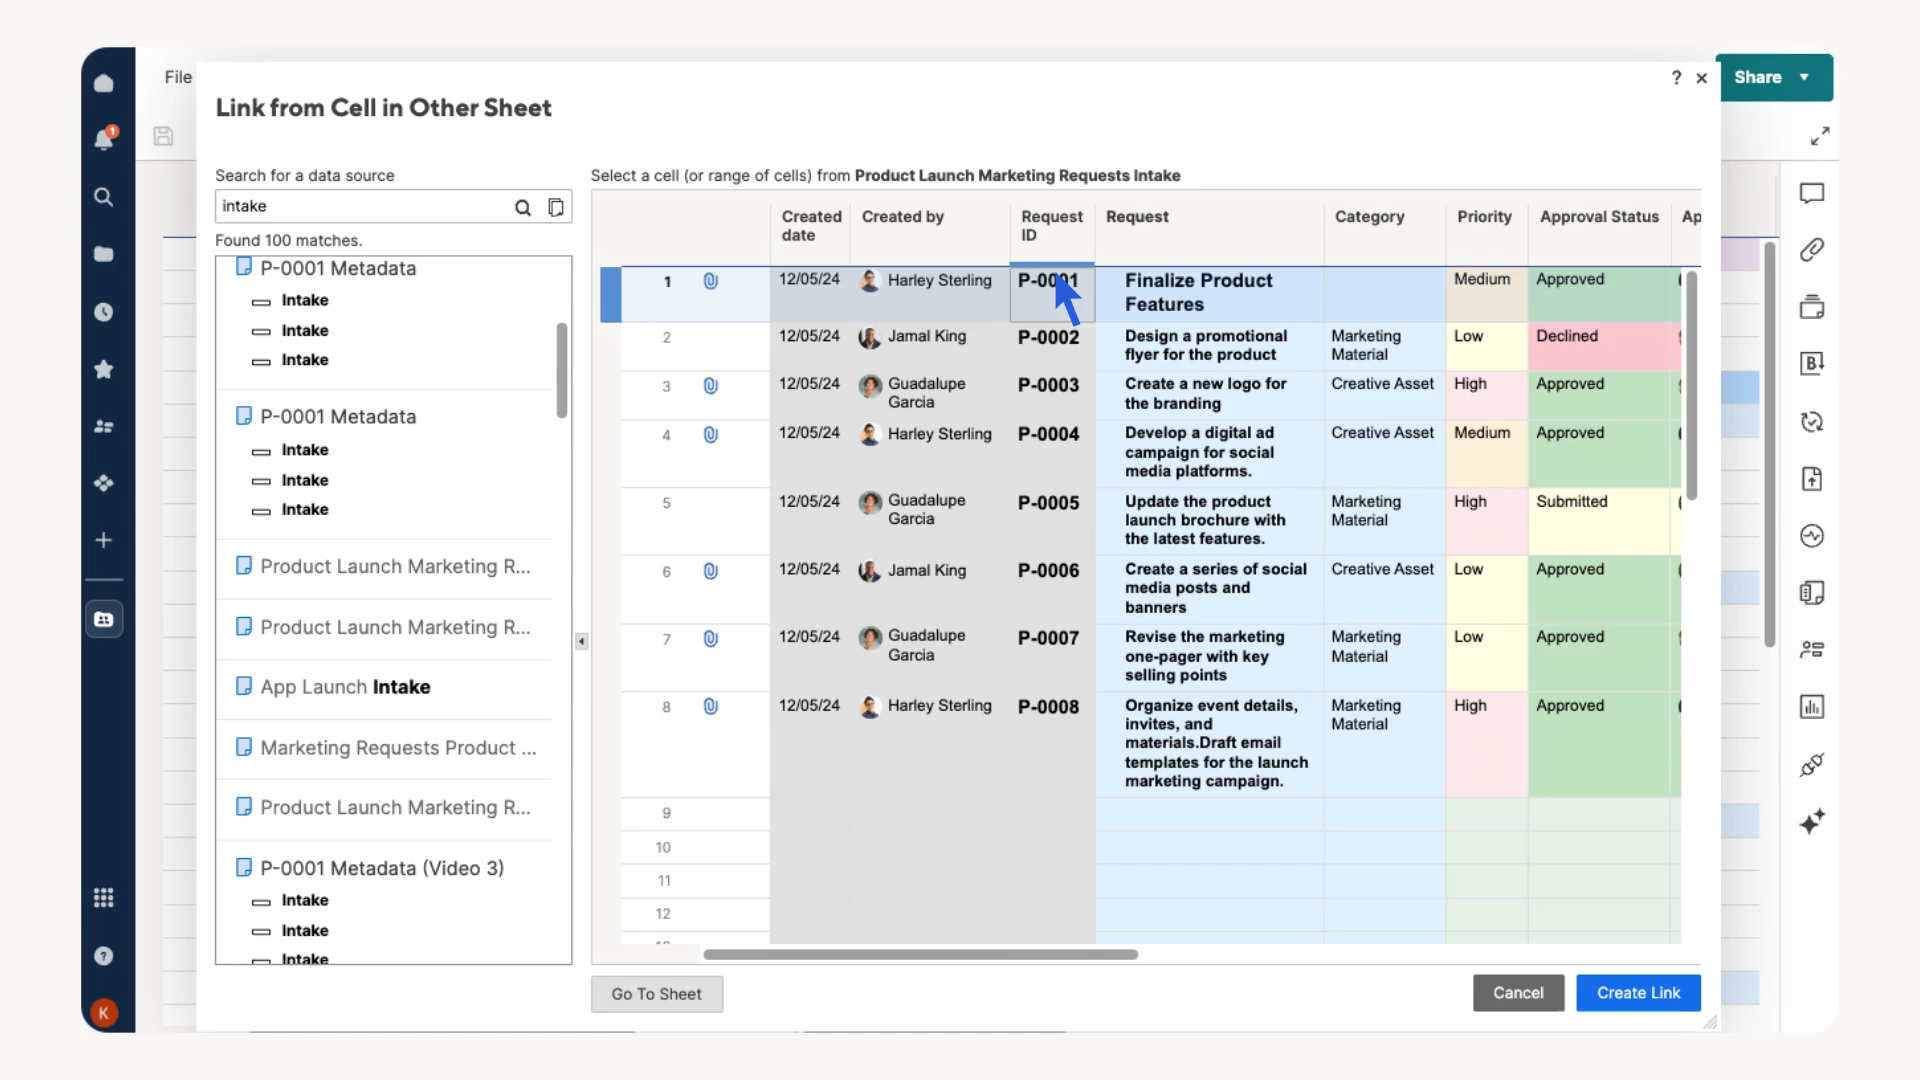 File
Share
1
Link from Cell in Other Sheet
?
Search for a data source
intake
Found 100 matches.
P-0001 Metadata
Intake
Intake
Intake
P-0001 Metadata
Intake
Intake
Intake
Product Launch Marketing R...
Product Launch Marketing R...
App Launch Intake
Marketing Requests Product ...
Product Launch Marketing R...
P-0001 Metadata (Video 3)
Intake
Intake
Intake
Select a cell (or range of cells) from Product Launch Marketing Requests Intake
Created date
Created by
Request ID
Request
Category
Priority
Approval Status
Ap
1 12/05/24 Harley Sterling P-0001 Finalize Product Medium Approved
Features
2 12/05/24 Jamal King P-0002 Design a promotional Marketing Low Declined
flyer for the product Material
3 12/05/24 Guadalupe P-0003 Create a new logo for Creative Asset High Approved
Garcia the branding
4 12/05/24 Harley Sterling P-0004 Develop a digital ad Creative Asset Medium Approved
campaign for social
media platforms.
5 12/05/24 Guadalupe P-0005 Update the product Marketing High Submitted
Garcia launch brochure with Material
the latest features.
6 12/05/24 Jamal King P-0006 Create a series of social Creative Asset Low Approved
media posts and
banners
7 12/05/24 Guadalupe P-0007 Revise the marketing Marketing Low Approved
Garcia one-pager with key Material
selling points
8 12/05/24 Harley Sterling P-0008 Organize event details, Marketing High Approved
invites, and Material
materials.Draft email
templates for the launch
marketing campaign.
9
10
11
12
Go To Sheet
Cancel
Create Link
?
K